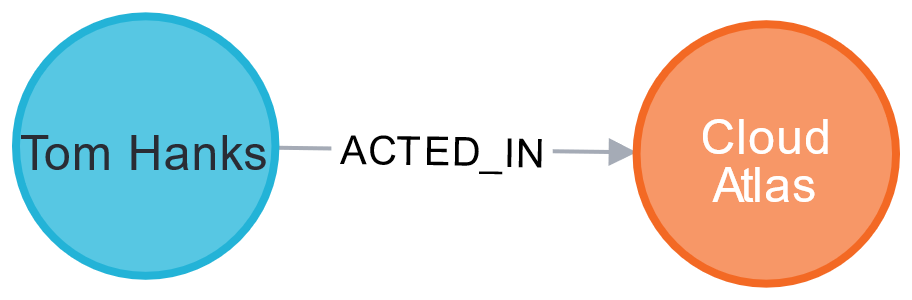 Tom Hanks
ACTED_IN
Cloud
Atlas